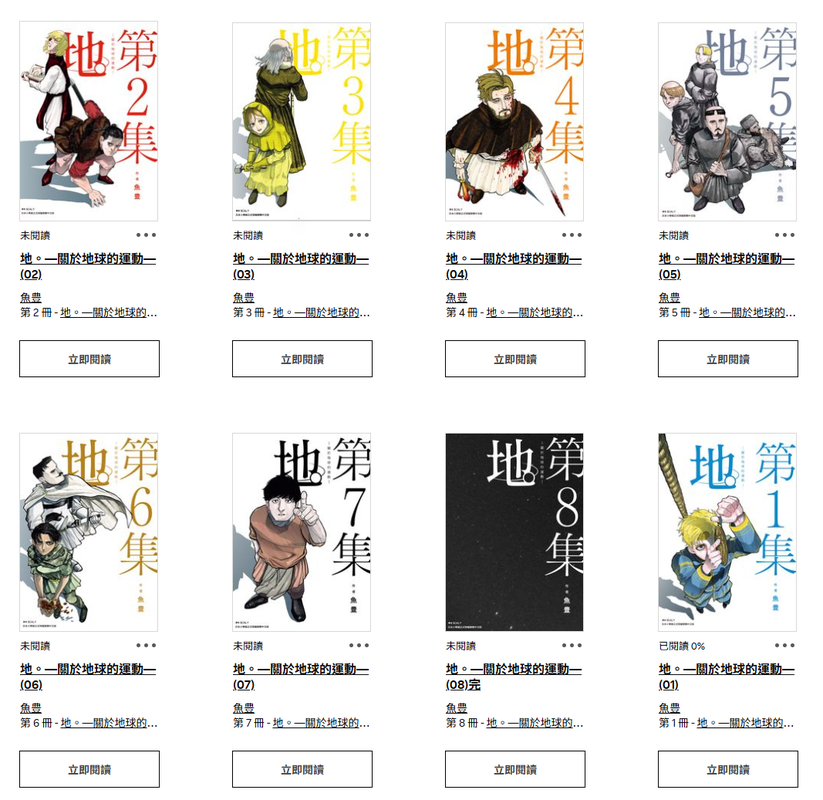 地。
第2集
魚豊
地。
第3集
魚豊
地。
第4集
魚豊
地。
第5集
魚豊
未閱讀
未閱讀
未閱讀
未閱讀
地。—關於地球的運動—
(02)
地。—關於地球的運動—
(03)
地。—關於地球的運動—
(04)
地。—關於地球的運動—
(05)
魚豊
魚豊
魚豊
魚豊
第 2 冊 - 地。—關於地球的…
第 3 冊 - 地。—關於地球的…
第 4 冊 - 地。—關於地球的…
第 5 冊 - 地。—關於地球的…
立即閱讀
立即閱讀
立即閱讀
立即閱讀
地。
第6集
魚豊
地。
第7集
魚豊
地。
第8集
魚豊
地。
第1集
魚豊
未閱讀
未閱讀
未閱讀
已閱讀 0%
地。—關於地球的運動—
(06)
地。—關於地球的運動—
(07)
地。—關於地球的運動—
(08)完
地。—關於地球的運動—
(01)
魚豊
魚豊
魚豊
魚豊
第 6 冊 - 地。—關於地球的…
第 7 冊 - 地。—關於地球的…
第 8 冊 - 地。—關於地球的…
第 1 冊 - 地。—關於地球的…
立即閱讀
立即閱讀
立即閱讀
立即閱讀